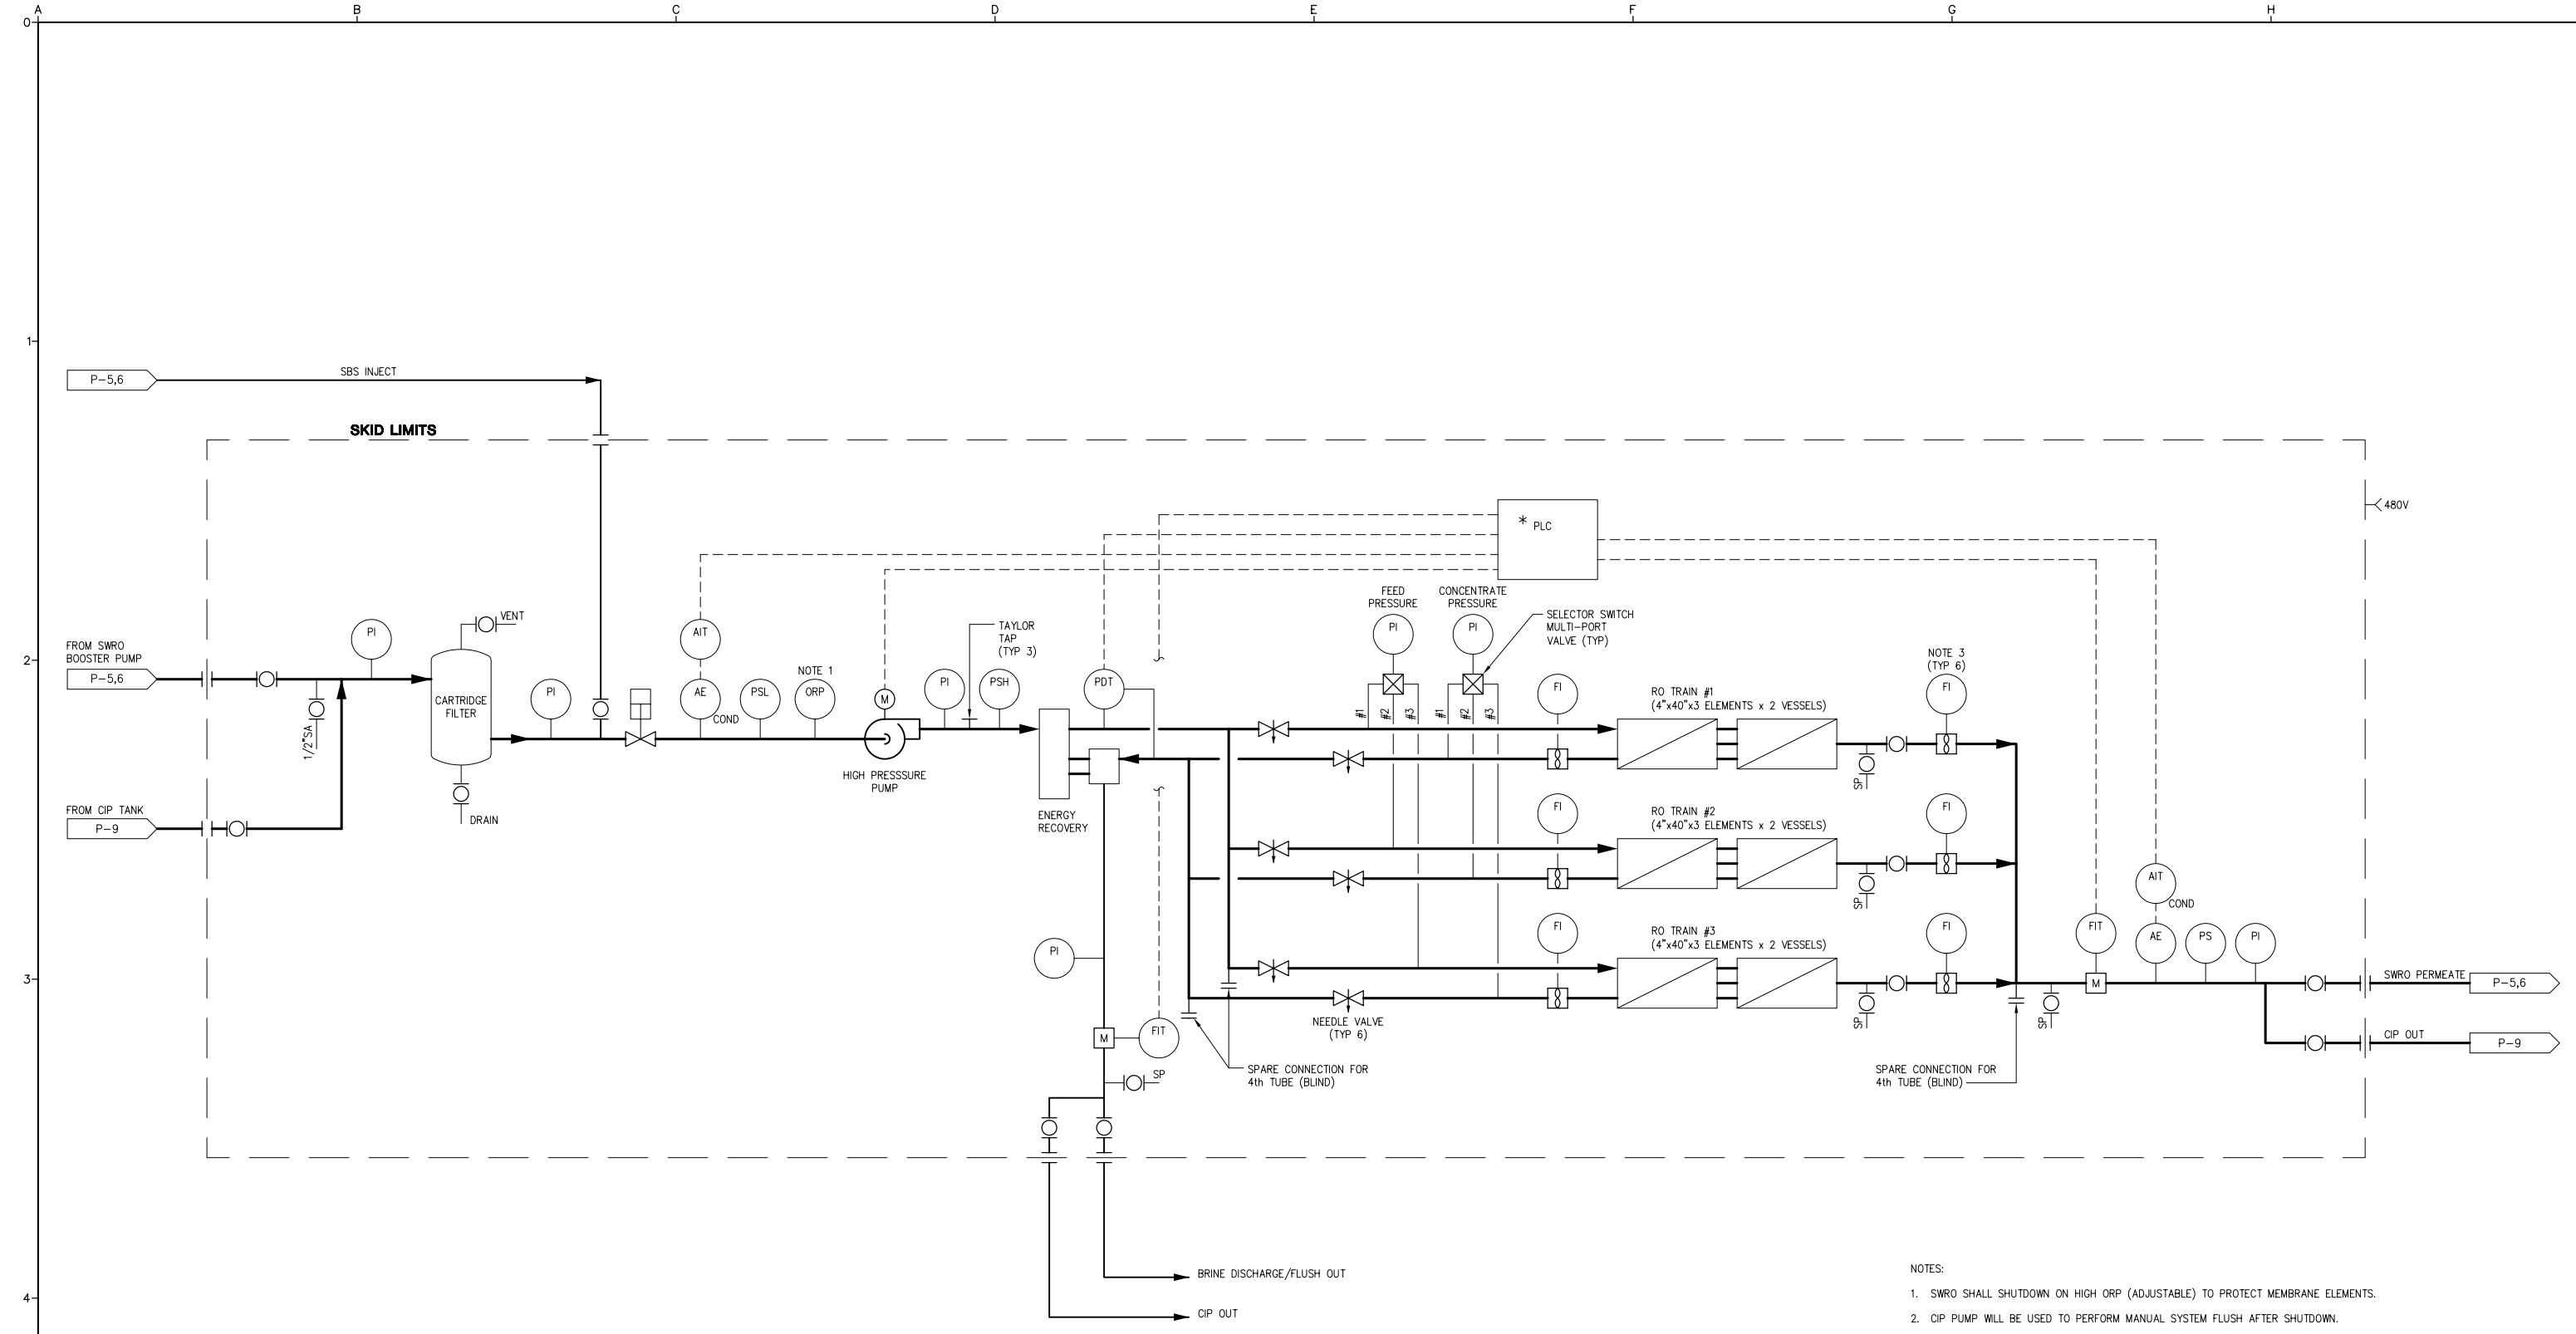 A
B
C
D
E
F
G
H
0
1
P-5,6
SBS INJECT
SKID LIMITS
480V
* PLC
FEED
PRESSURE
CONCENTRATE
PRESSURE
SELECTOR SWITCH
MULTI-PORT
VALVE (TYP)
2
FROM SWRO
BOOSTER PUMP
P-5,6
PI
VENT
CARTRIDGE
FILTER
1/2"SA
DRAIN
FROM CIP TANK
P-9
PI
AIT
AE
COND
PSL
NOTE 1
ORP
M
HIGH PRESSSURE
PUMP
PI
TAYLOR
TAP
(TYP 3)
PSH
PDT
ENERGY
RECOVERY
PI
PI
#1
#2
#3
#1
#2
#3
FI
RO TRAIN #1
(4"x40"x3 ELEMENTS x 2 VESSELS)
NOTE 3
(TYP 6)
FI
SP
FI
RO TRAIN #2
(4"x40"x3 ELEMENTS x 2 VESSELS)
FI
SP
FI
RO TRAIN #3
(4"x40"x3 ELEMENTS x 2 VESSELS)
FI
SP
3
PI
M
FIT
SP
NEEDLE VALVE
(TYP 6)
SPARE CONNECTION FOR
4th TUBE (BLIND)
SPARE CONNECTION FOR
4th TUBE (BLIND)
SP
FIT
M
AIT
COND
AE
PS
PI
SWRO PERMEATE
P-5,6
CIP OUT
P-9
BRINE DISCHARGE/FLUSH OUT
CIP OUT
4
NOTES:
1. SWRO SHALL SHUTDOWN ON HIGH ORP (ADJUSTABLE) TO PROTECT MEMBRANE ELEMENTS.
2. CIP PUMP WILL BE USED TO PERFORM MANUAL SYSTEM FLUSH AFTER SHUTDOWN.